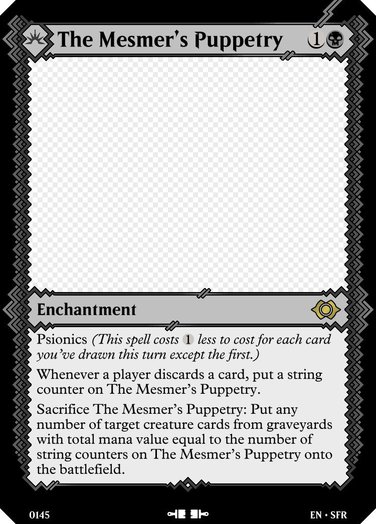 The Mesmer's Puppetry 1
Enchantment
Psionics (This spell costs 1 less to cost for each card
you've drawn this turn except the first.)
Whenever a player discards a card, put a string
counter on The Mesmer's Puppetry.
Sacrifice The Mesmer's Puppetry: Put any
number of target creature cards from graveyards
with total mana value equal to the number of
string counters on The Mesmer's Puppetry onto
the battlefield.
0145 EN • SFR